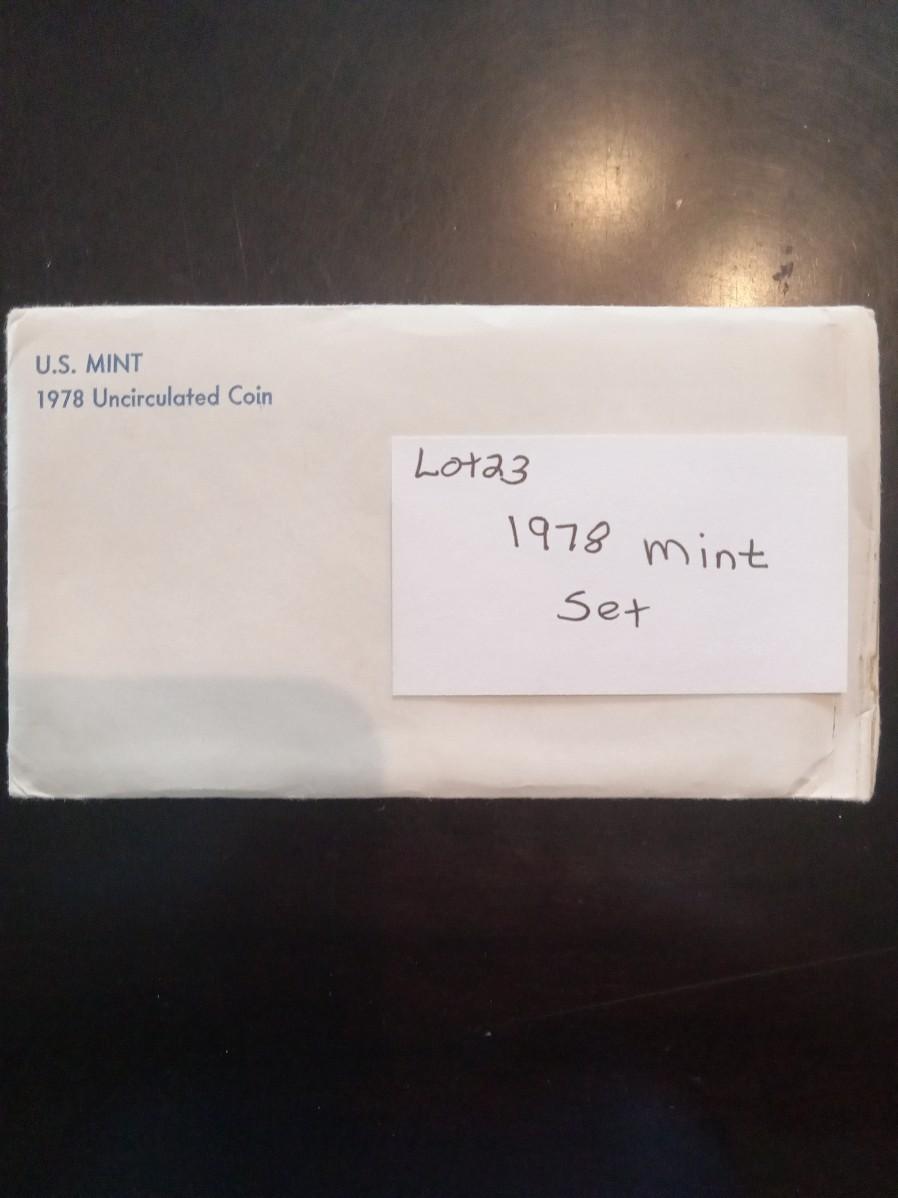 U.S. MINT
1978 Uncirculated Coin
Lot23
1978 mint
Set